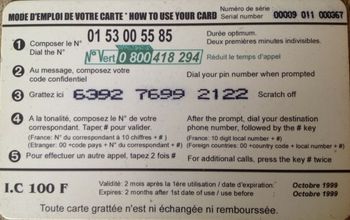 MODE D'EMPLOI DE VOTRE CARTE * HOW TO USE YOUR CARD
Numéro de série / Serial number 00009 011 000367
1 Composer le N° 01 53 00 55 85
Durée optimum.
Deux premières minutes indivisibles.
Dial the N° N° Vert 0 800 418 294 Réduit le temps d'appel
2 Au message, composez votre code confidentiel
Dial your pin number when prompted
3 Grattez ici 6392 7699 2122 Scratch off
4 A la tonalité, composez le N° de votre correspondant. Taper # pour valider.
(France: N° du correspondant à 10 chiffres + # )
(Etranger: 00 +code pays + N° du correspondant + #)
After the prompt, dial your destination phone number, followed by the # key
(France: 10 digit local number + #)
(Foreign countries: 00 +country code + local number + #)
5 Pour effectuer un autre appel, tapez 2 fois #
For additional calls, press the key # twice
I.C 100 F
Validité: 2 mois après la 1ère utilisation / date d'expiration: Octobre 1999
Expires: 2 months after 1st date of use / use before Octobre 1999
Toute carte grattée n'est ni échangée ni remboursée.